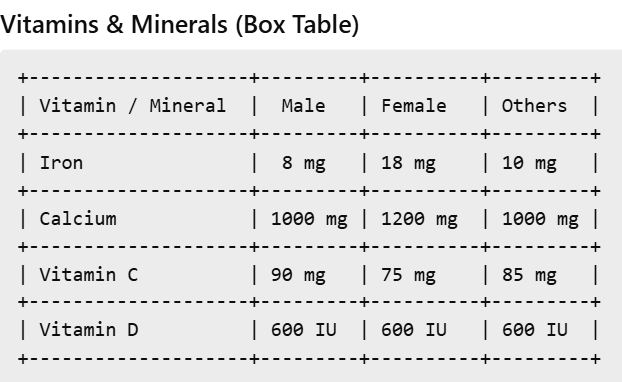 Vitamins & Minerals (Box Table)
+--------------------+---------+----------+---------+
| Vitamin / Mineral  |  Male   | Female   | Others  |
+--------------------+---------+----------+---------+
| Iron               |  8 mg   | 18 mg    | 10 mg   |
+--------------------+---------+----------+---------+
| Calcium            | 1000 mg | 1200 mg  | 1000 mg |
+--------------------+---------+----------+---------+
| Vitamin C          | 90 mg   | 75 mg    | 85 mg   |
+--------------------+---------+----------+---------+
| Vitamin D          | 600 IU  | 600 IU   | 600 IU  |
+--------------------+---------+----------+---------+